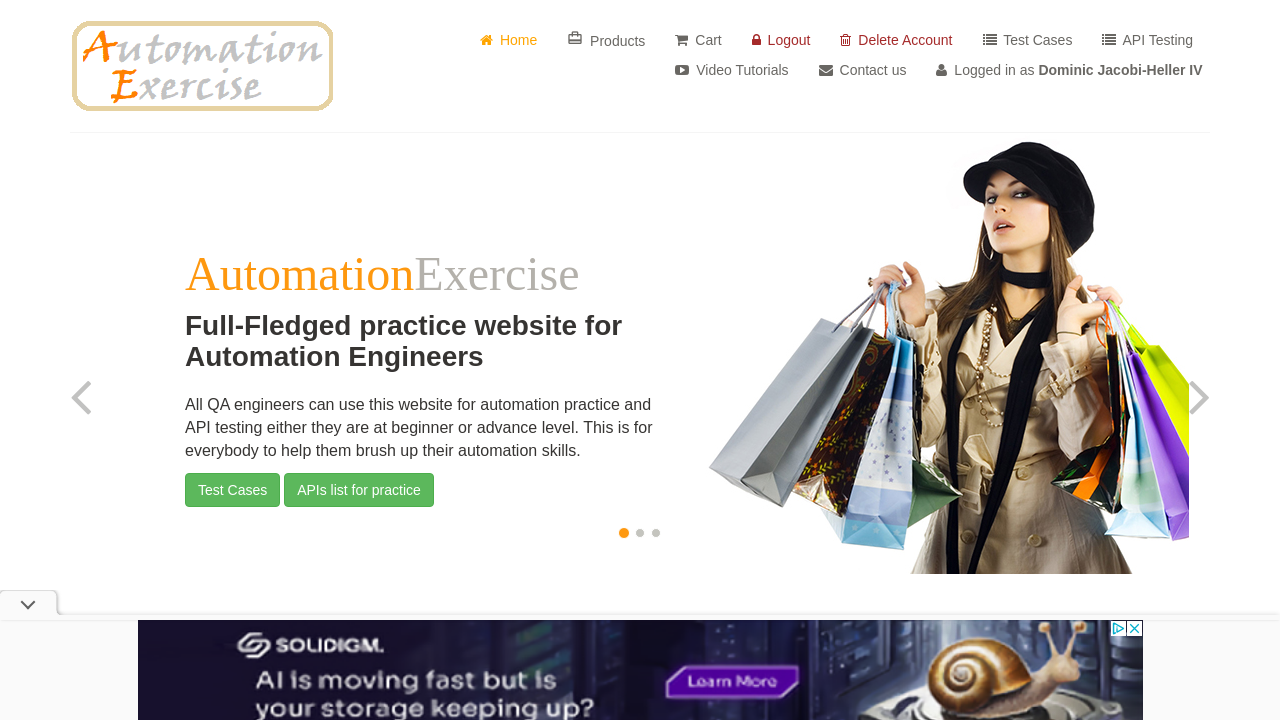 Automation
Exercise
Home
Products
Cart
Logout
Delete Account
Test Cases
API Testing
Video Tutorials
Contact us
Logged in as Dominic Jacobi-Heller IV
AutomationExercise
Full-Fledged practice website for
Automation Engineers
All QA engineers can use this website for automation practice and
API testing either they are at beginner or advance level. This is for
everybody to help them brush up their automation skills.
Test Cases
APIs list for practice
SOLIDIGM.
AI is moving fast but is
your storage keeping up?
Learn More